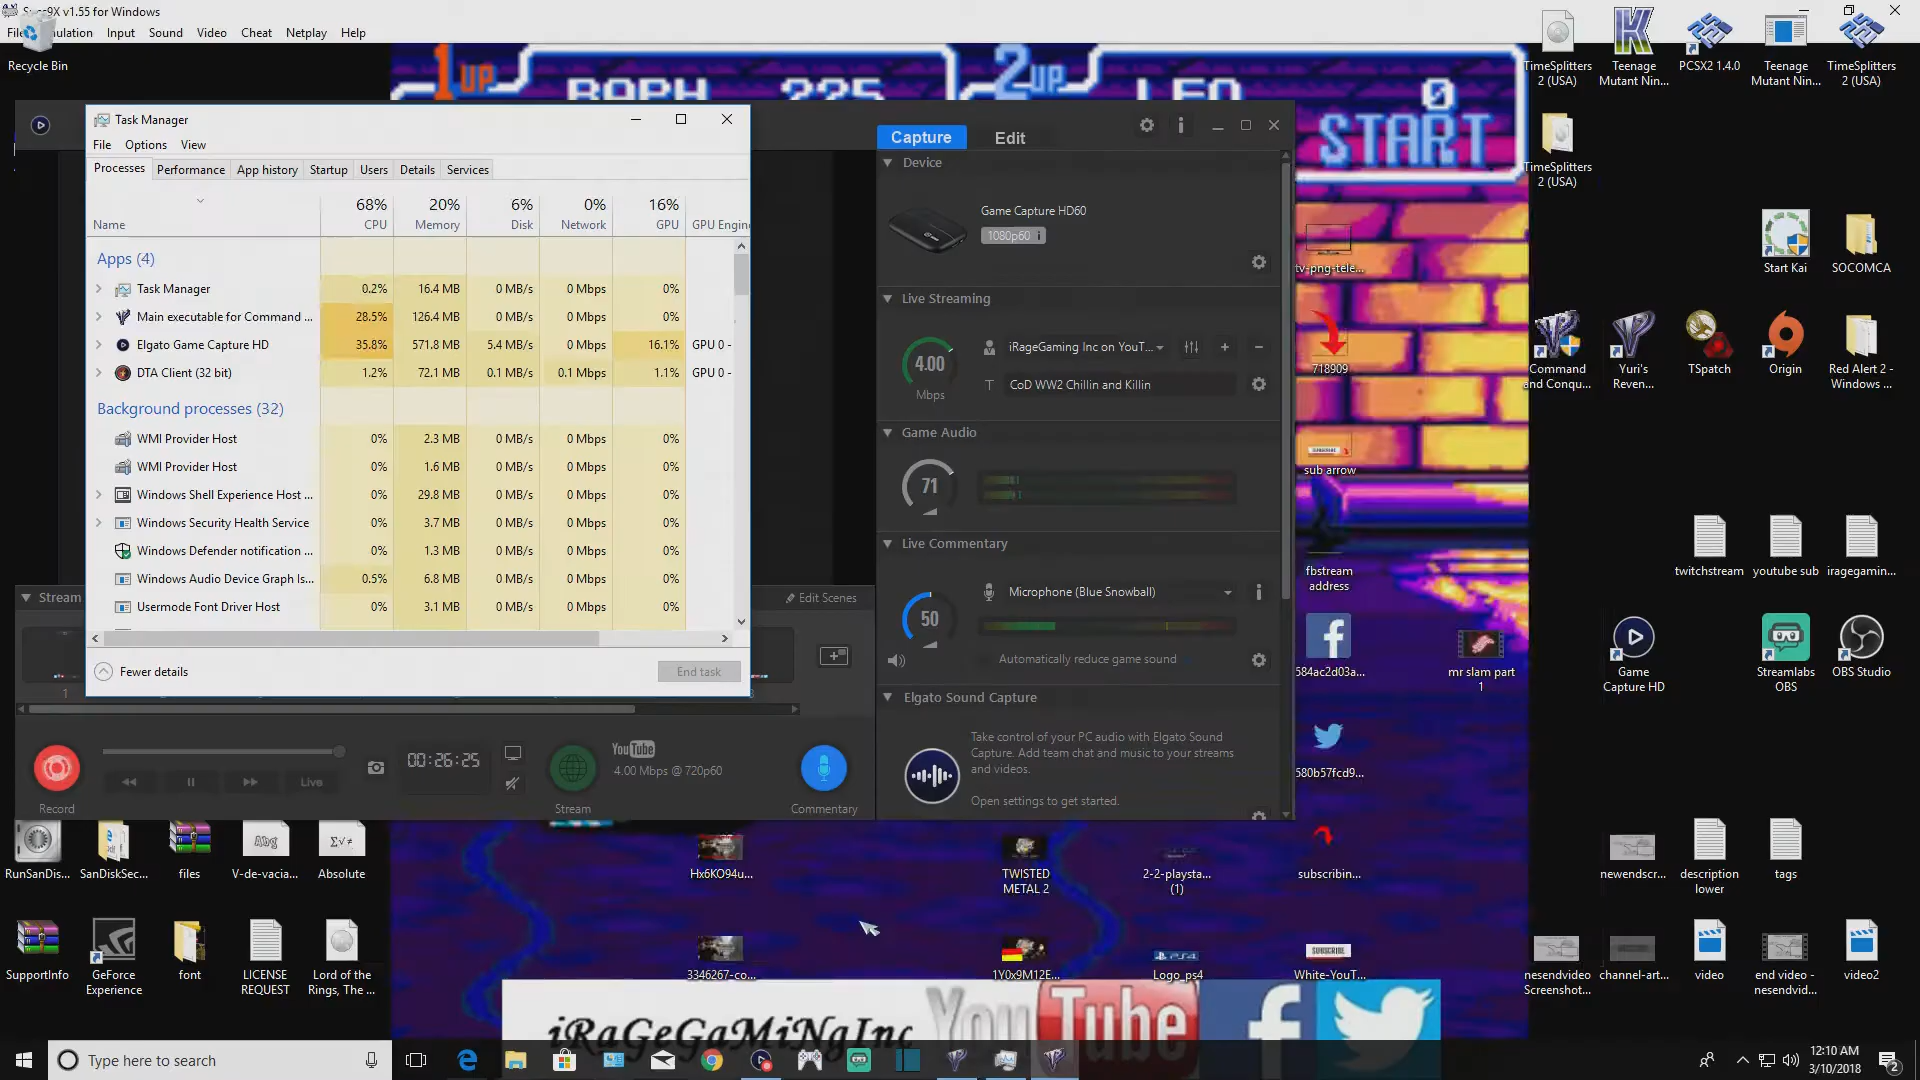 Snes9X v1.55 for Windows
Input Sound Video Cheat Netplay Help
Recycle Bin
1UP RAPH 225 2UP LEO 0
START
Task Manager
File Options View
Processes Performance App history Startup Users Details Services
68% 20% 6% 0% 16%
Name CPU Memory Disk Network GPU GPU Engin
Apps (4)
Task Manager 0.2% 16.4 MB 0 MB/s 0 Mbps 0%
Main executable for Command ... 28.5% 126.4 MB 0 MB/s 0 Mbps 0%
Elgato Game Capture HD 35.8% 571.8 MB 5.4 MB/s 0 Mbps 16.1% GPU 0 -
DTA Client (32 bit) 1.2% 72.1 MB 0.1 MB/s 0.1 Mbps 1.1% GPU 0 -
Background processes (32)
WMI Provider Host 0% 2.3 MB 0 MB/s 0 Mbps 0%
WMI Provider Host 0% 1.6 MB 0 MB/s 0 Mbps 0%
Windows Shell Experience Host ... 0% 29.8 MB 0 MB/s 0 Mbps 0%
Windows Security Health Service 0% 3.7 MB 0 MB/s 0 Mbps 0%
Windows Defender notification ... 0% 1.3 MB 0 MB/s 0 Mbps 0%
Windows Audio Device Graph Is... 0.5% 6.8 MB 0 MB/s 0 Mbps 0%
Usermode Font Driver Host 0% 3.1 MB 0 MB/s 0 Mbps 0%
Fewer details End task
Capture Edit
Device
Game Capture HD60
1080p60 i
Live Streaming
4.00
Mbps
iRageGaming Inc on YouT...
CoD WW2 Chillin and Killin
Game Audio
71
Live Commentary
50
Microphone (Blue Snowball)
Automatically reduce game sound
Elgato Sound Capture
Take control of your PC audio with Elgato Sound
Capture. Add team chat and music to your streams
and videos.
Open settings to get started.
Stream Edit Scenes
1
00:26:25
Live
YouTube
4.00 Mbps @ 720p60
Record Stream Commentary
TimeSplitters
2 (USA)
Teenage
Mutant Nin...
PCSX2 1.4.0
Teenage
Mutant Nin...
TimeSplitters
2 (USA)
TimeSplitters
2 (USA)
tv-png-tele...
Start Kai
SOCOMCA
718909
Command
and Conqu...
Yuri's
Reven...
TSpatch
Origin
Red Alert 2 -
Windows ...
sub arrow
fbstream
address
twitchstream
youtube sub
iragegamin...
584ac2d03a...
mr slam part
1
Game
Capture HD
Streamlabs
OBS
OBS Studio
580b57fcd9...
RunSanDis...
SanDiskSec...
files
V-de-vacia...
Absolute
Hx6KO94u...
TWISTED
METAL 2
2-2-playsta...
(1)
subscribin...
newendscr...
description
lower
tags
SupportInfo
GeForce
Experience
font
LICENSE
REQUEST
Lord of the
Rings, The ...
3346267-co...
1Y0x9M12E...
Logo_ps4
SUBSCRIBE
White-YouT...
nesendvideo
Screenshot...
channel-art...
video
end video -
nesendvid...
video2
iRaGeGaMiNgInc YouTube
Type here to search
12:10 AM
3/10/2018
2